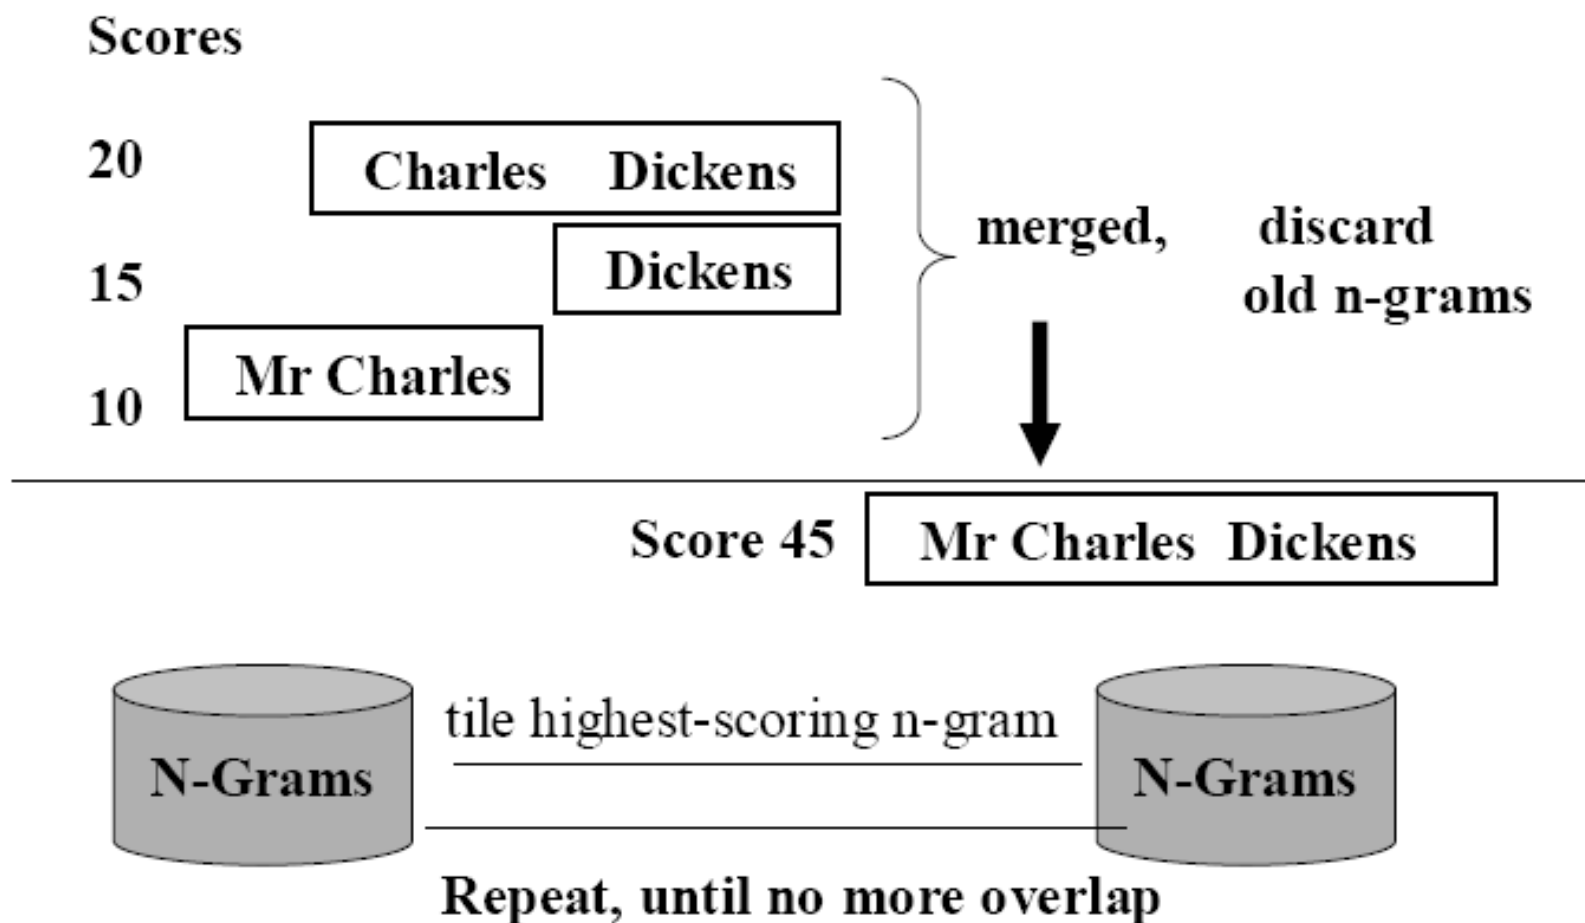 Scores
20 Charles Dickens
15 Dickens
10 Mr Charles
merged, discard
old n-grams
Score 45 Mr Charles Dickens
N-Grams tile highest-scoring n-gram N-Grams
Repeat, until no more overlap